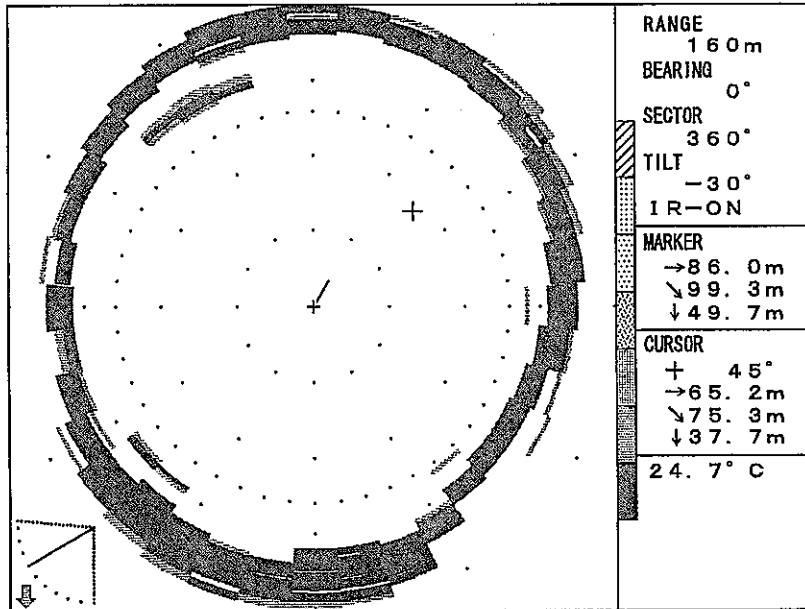 RANGE
160m
BEARING
0°
SECTOR
360°
TILT
−30°
IR−ON
MARKER
→86.0m
↘99.3m
↓49.7m
CURSOR
+ 45°
→65.2m
↘75.3m
↓37.7m
24.7°C